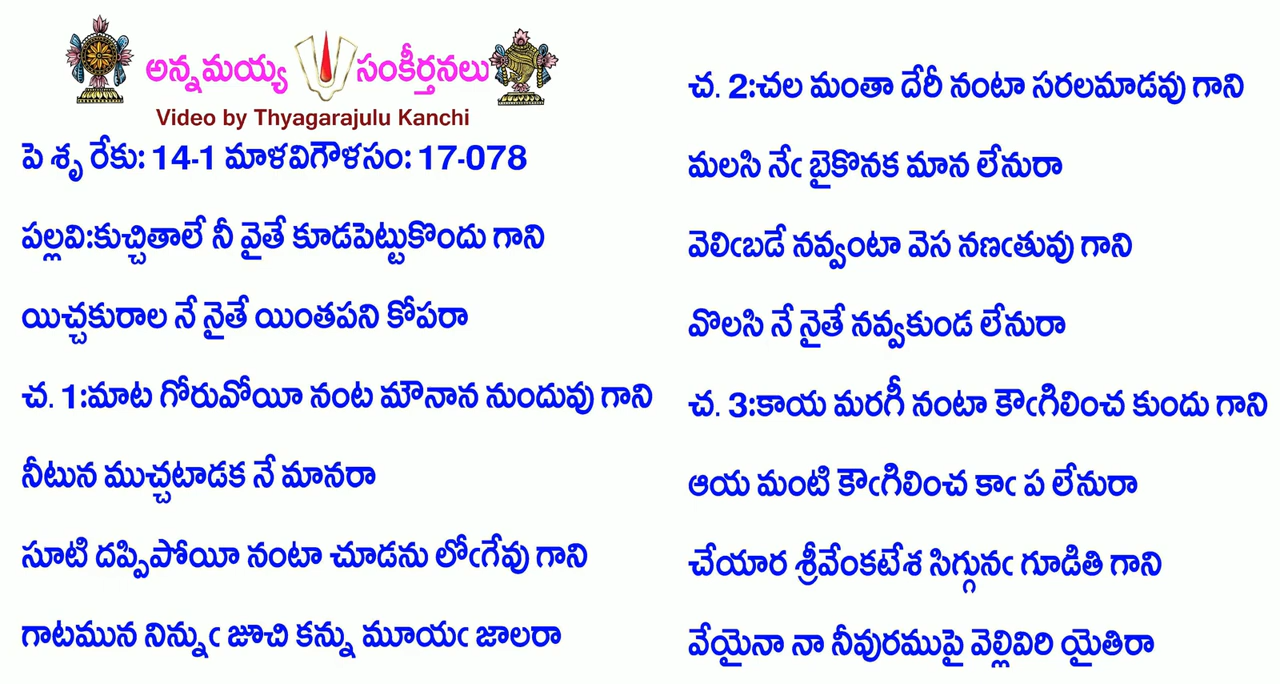 అన్నమయ్య సంకీర్తనలు
Video by Thyagarajulu Kanchi
పె శృ రేకు: 14-1 మాళవిగౌళసం: 17-078
పల్లవి:కుచ్చితాలే నీ వైతే కూడపెట్టుకొందు గాని
యిచ్చకురాల నే నైతే యింతపని కోపరా
చ. 1:మాట గోరువోయీ నంట మౌనాన నుందువు గాని
నీటున ముచ్చటాడక నే మానరా
సూటి దప్పిపోయీ నంటా చూడను లోఁగేవు గాని
గాటమున నిన్నుఁ జూచి కన్ను మూయఁ జాలరా
చ. 2:చల మంతా దేరీ నంటా సరలమాడవు గాని
మలసి నేఁ బైకొనక మాన లేనురా
వెలిఁబడే నవ్వంటా వెస నణఁతువు గాని
వొలసి నే నైతే నవ్వకుండ లేనురా
చ. 3:కాయ మరగీ నంటా కౌఁగిలించ కుందు గాని
ఆయ మంటి కౌఁగిలించ కాఁ ప లేనురా
చేయార శ్రీవేంకటేశ సిగ్గునఁ గూడితి గాని
వేయైనా నా నీవురముపై వెల్లివిరి యైతిరా